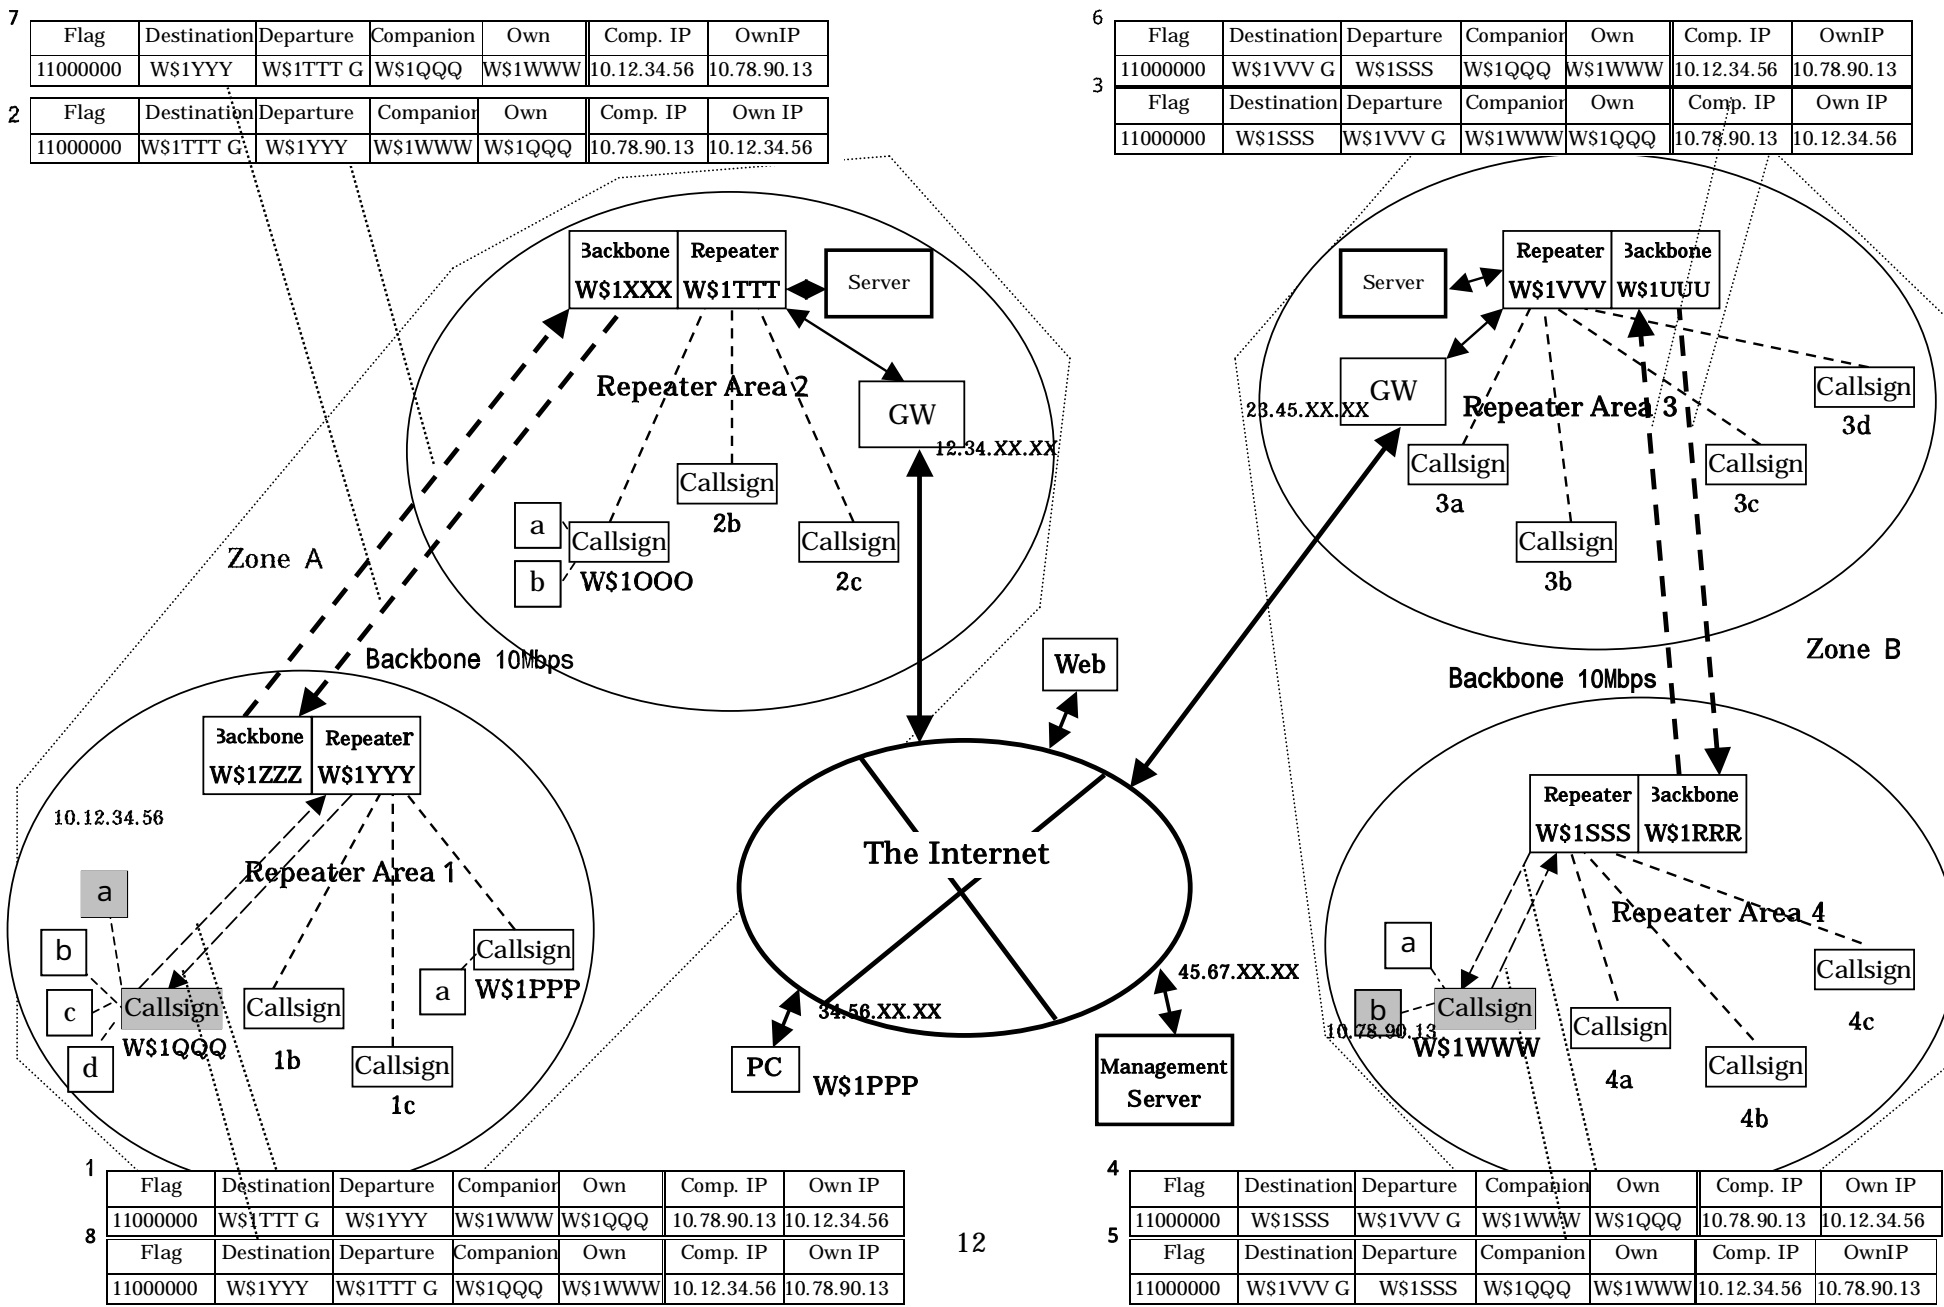 7
Flag Destination Departure Companion Own Comp. IP OwnIP
11000000 W$1YYY W$1TTT G W$1QQQ W$1WWW 10.12.34.56 10.78.90.13
2
Flag Destination Departure Companion Own Comp. IP Own IP
11000000 W$1TTT G W$1YYY W$1WWW W$1QQQ 10.78.90.13 10.12.34.56
6
Flag Destination Departure Companion Own Comp. IP OwnIP
11000000 W$1VVV G W$1SSS W$1QQQ W$1WWW 10.12.34.56 10.78.90.13
3
Flag Destination Departure Companion Own Comp. IP Own IP
11000000 W$1SSS W$1VVV G W$1WWW W$1QQQ 10.78.90.13 10.12.34.56
Backbone
W$1XXX
Repeater
W$1TTT
Server
Repeater Area 2
GW
12.34.XX.XX
Callsign
2b
a
b
Callsign
W$1OOO
Callsign
2c
Zone A
Backbone 10Mbps
Server
Repeater
W$1VVV
Backbone
W$1UUU
GW
23.45.XX.XX
Repeater Area 3
Callsign
3d
Callsign
3a
Callsign
3c
Callsign
3b
Zone B
Backbone 10Mbps
Web
Backbone
W$1ZZZ
Repeater
W$1YYY
10.12.34.56
Repeater Area 1
a
b
c
d
Callsign
W$1QQQ
Callsign
1b
Callsign
1c
Callsign
a
W$1PPP
The Internet
34.56.XX.XX
PC
W$1PPP
45.67.XX.XX
Management
Server
Repeater
W$1SSS
Backbone
W$1RRR
Repeater Area 4
a
b
Callsign
10.78.90.13
W$1WWW
Callsign
4a
Callsign
4b
Callsign
4c
1
Flag Destination Departure Companion Own Comp. IP Own IP
11000000 W$1TTT G W$1YYY W$1WWW W$1QQQ 10.78.90.13 10.12.34.56
8
Flag Destination Departure Companion Own Comp. IP Own IP
11000000 W$1YYY W$1TTT G W$1QQQ W$1WWW 10.12.34.56 10.78.90.13
12
4
Flag Destination Departure Companion Own Comp. IP Own IP
11000000 W$1SSS W$1VVV G W$1WWW W$1QQQ 10.78.90.13 10.12.34.56
5
Flag Destination Departure Companion Own Comp. IP OwnIP
11000000 W$1VVV G W$1SSS W$1QQQ W$1WWW 10.12.34.56 10.78.90.13